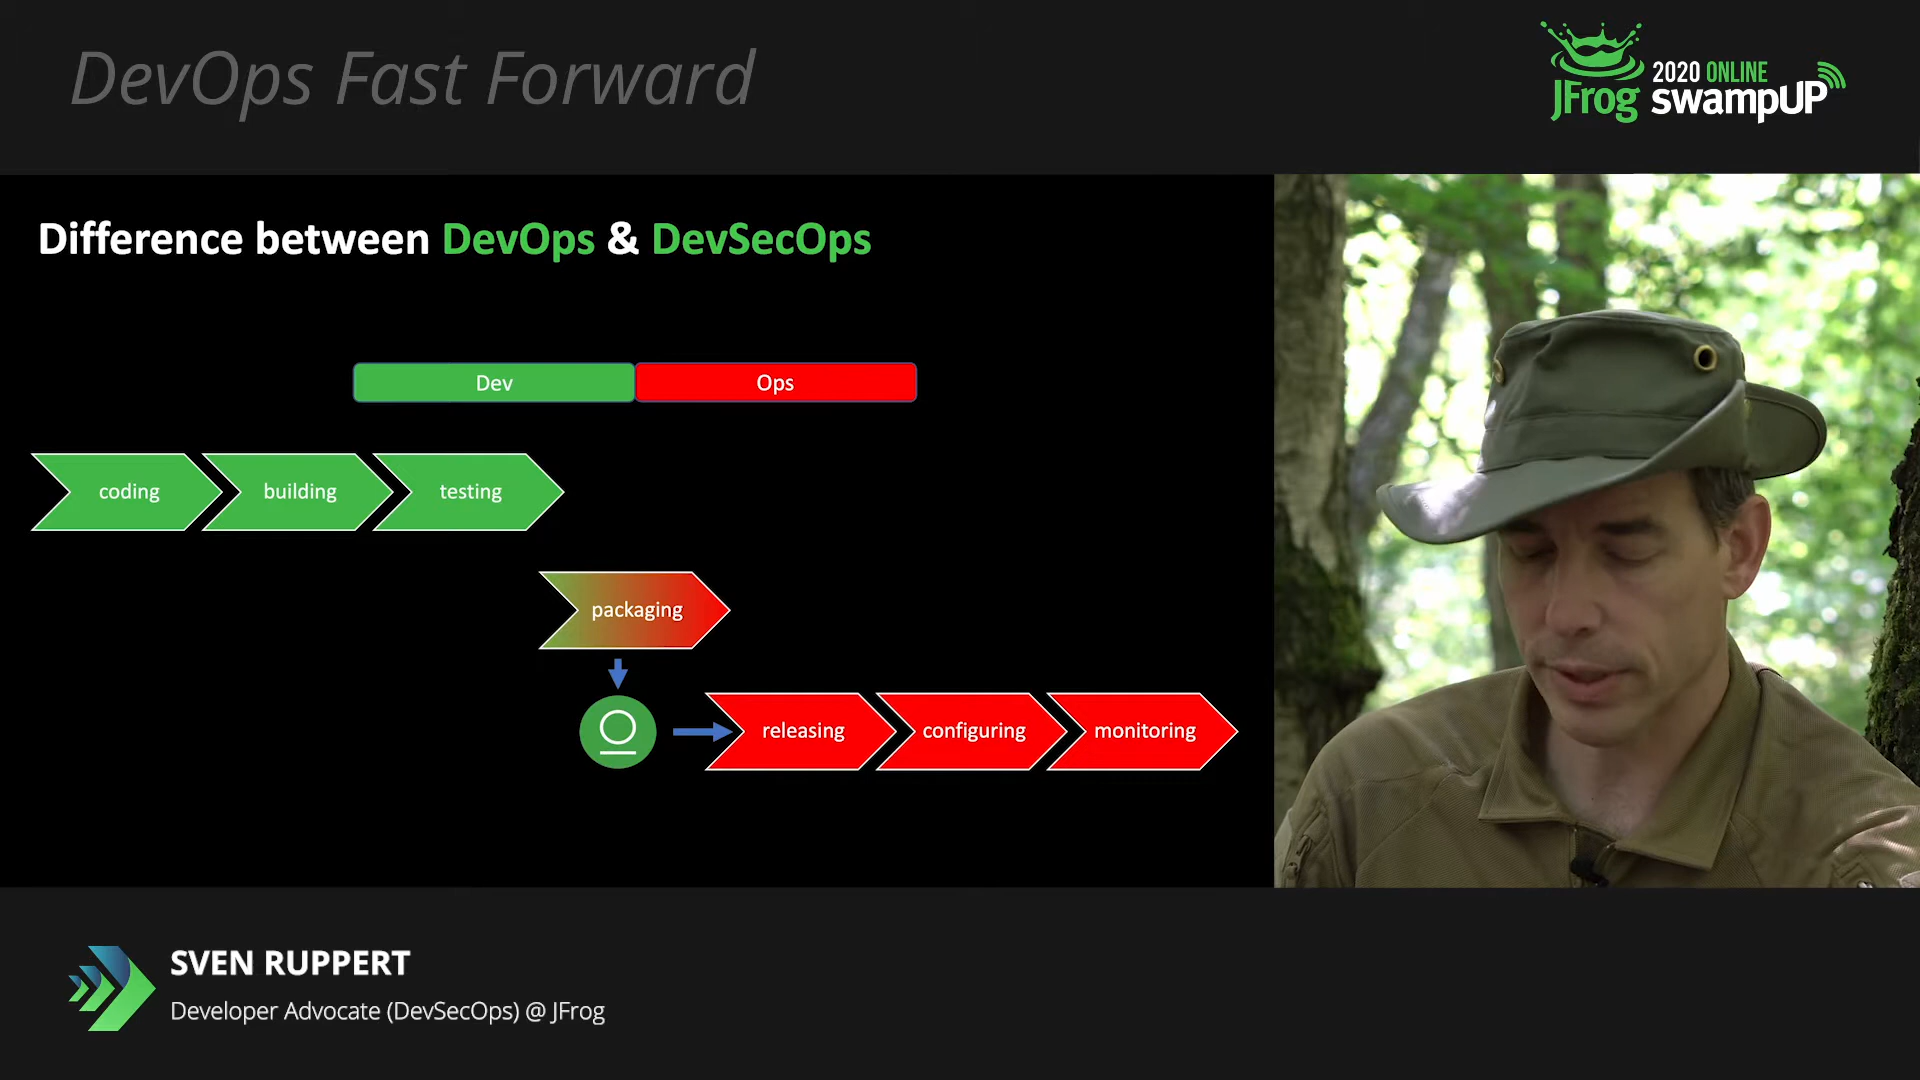 DevOps Fast Forward
2020 ONLINE
JFrog swampUP
Difference between DevOps & DevSecOps
Dev
Ops
coding
building
testing
packaging
releasing
configuring
monitoring
SVEN RUPPERT
Developer Advocate (DevSecOps) @ JFrog